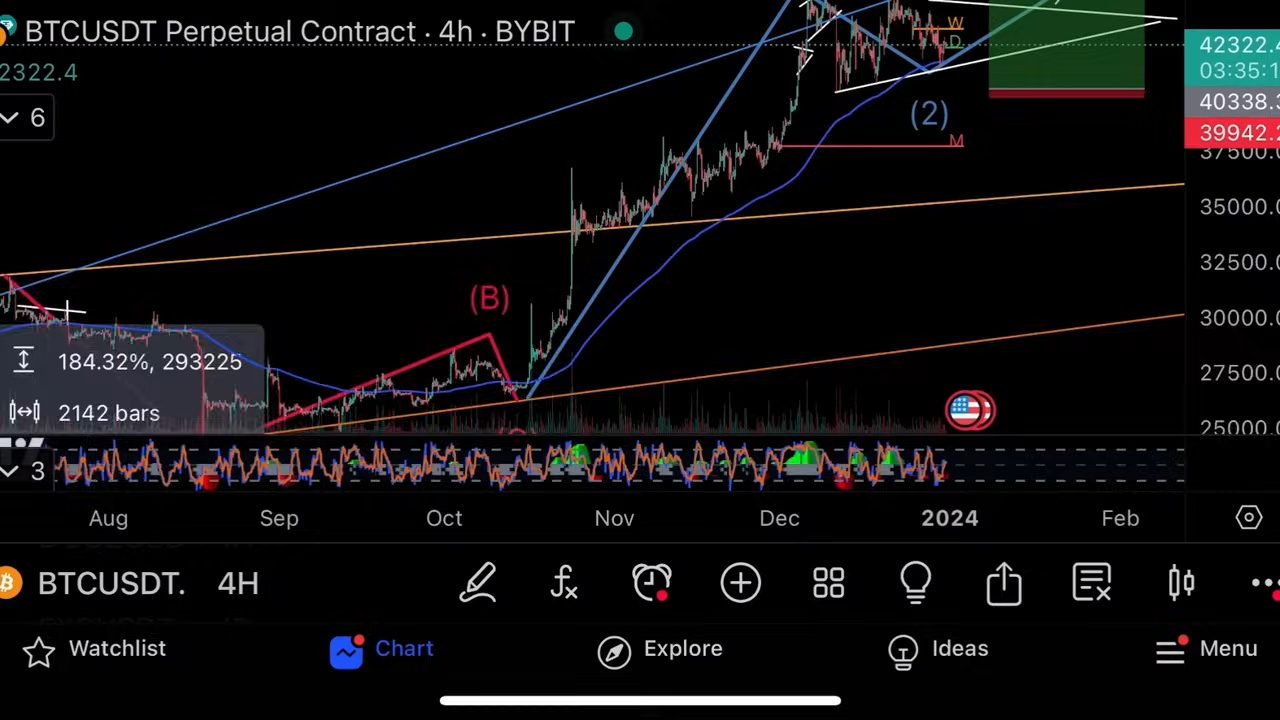 BTCUSDT Perpetual Contract · 4h · BYBIT
2322.4
6
W
D
M
(2)
(B)
42322.4
03:35:1
40338.3
39942.2
37500.0
35000.0
32500.0
30000.0
27500.0
25000.0
184.32%, 293225
2142 bars
3
Aug Sep Oct Nov Dec 2024 Feb
BTCUSDT. 4H
Watchlist Chart Explore Ideas Menu